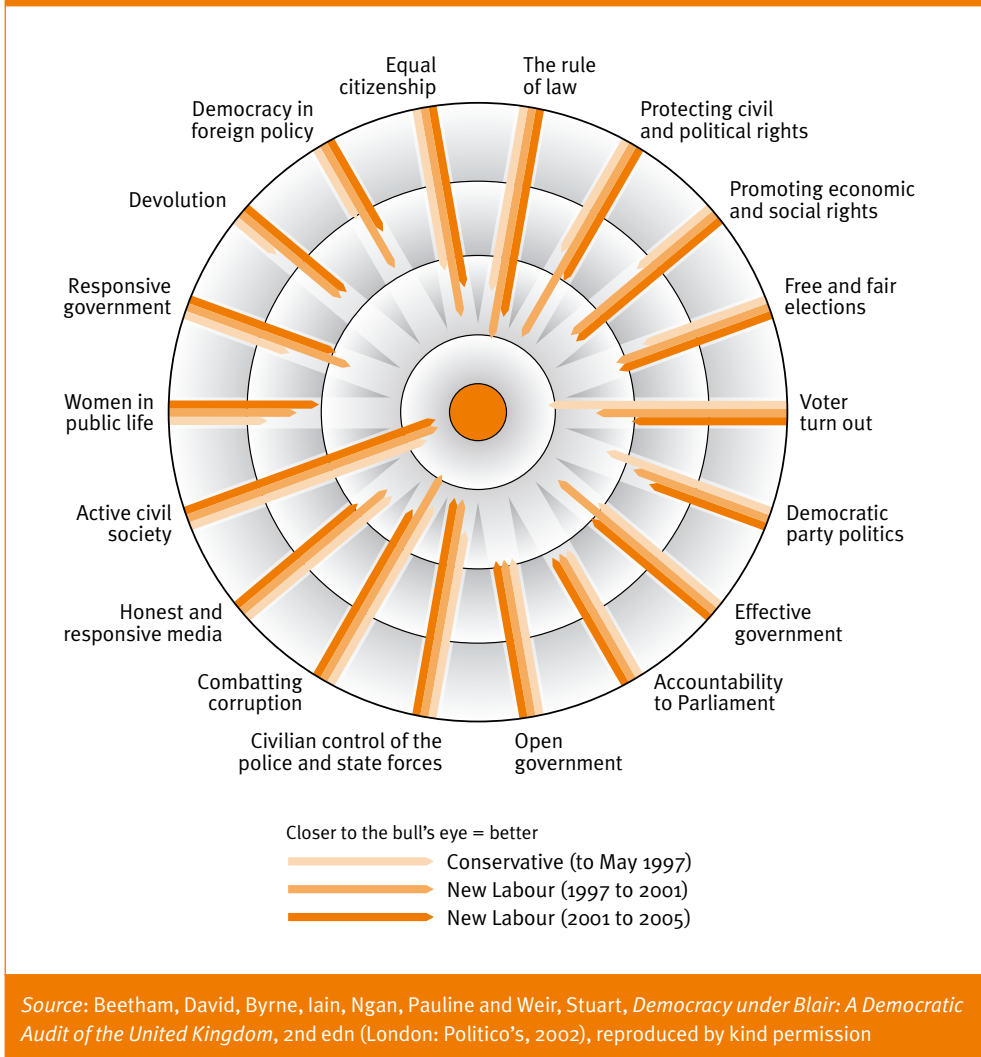 Equal
citizenship
The rule
of law
Democracy in
foreign policy
Protecting civil
and political rights
Devolution
Promoting economic
and social rights
Responsive
government
Free and fair
elections
Women in
public life
Voter
turn out
Active civil
society
Democratic
party politics
Honest and
responsive media
Effective
government
Combatting
corruption
Accountability
to Parliament
Civilian control of the
police and state forces
Open
government
Closer to the bull's eye = better
Conservative (to May 1997)
New Labour (1997 to 2001)
New Labour (2001 to 2005)
Source: Beetham, David, Byrne, Iain, Ngan, Pauline and Weir, Stuart, Democracy under Blair: A Democratic
Audit of the United Kingdom, 2nd edn (London: Politico's, 2002), reproduced by kind permission